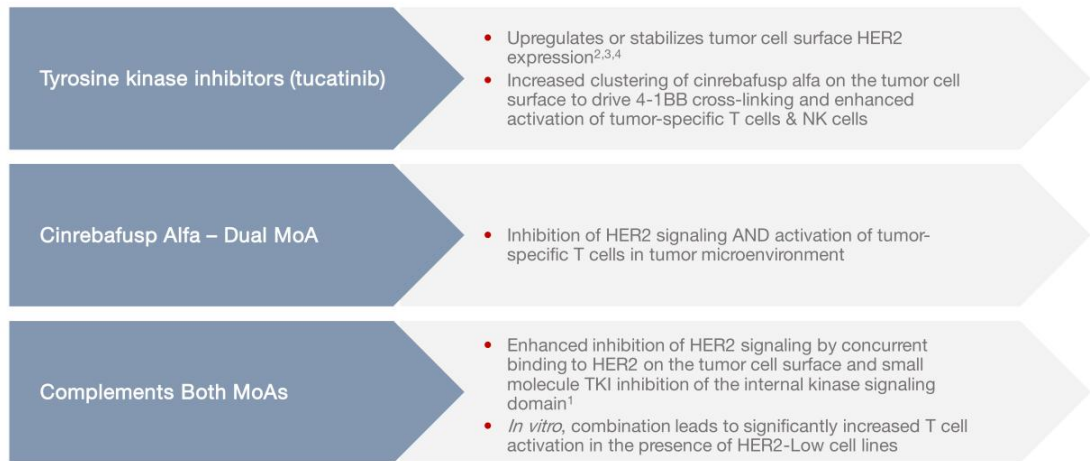 Tyrosine kinase inhibitors (tucatinib)
• Upregulates or stabilizes tumor cell surface HER2
expression2,3,4
• Increased clustering of cinrebafusp alfa on the tumor cell
surface to drive 4-1BB cross-linking and enhanced
activation of tumor-specific T cells & NK cells
Cinrebafusp Alfa – Dual MoA
• Inhibition of HER2 signaling AND activation of tumor-
specific T cells in tumor microenvironment
Complements Both MoAs
• Enhanced inhibition of HER2 signaling by concurrent
binding to HER2 on the tumor cell surface and small
molecule TKI inhibition of the internal kinase signaling
domain1
• In vitro, combination leads to significantly increased T cell
activation in the presence of HER2-Low cell lines